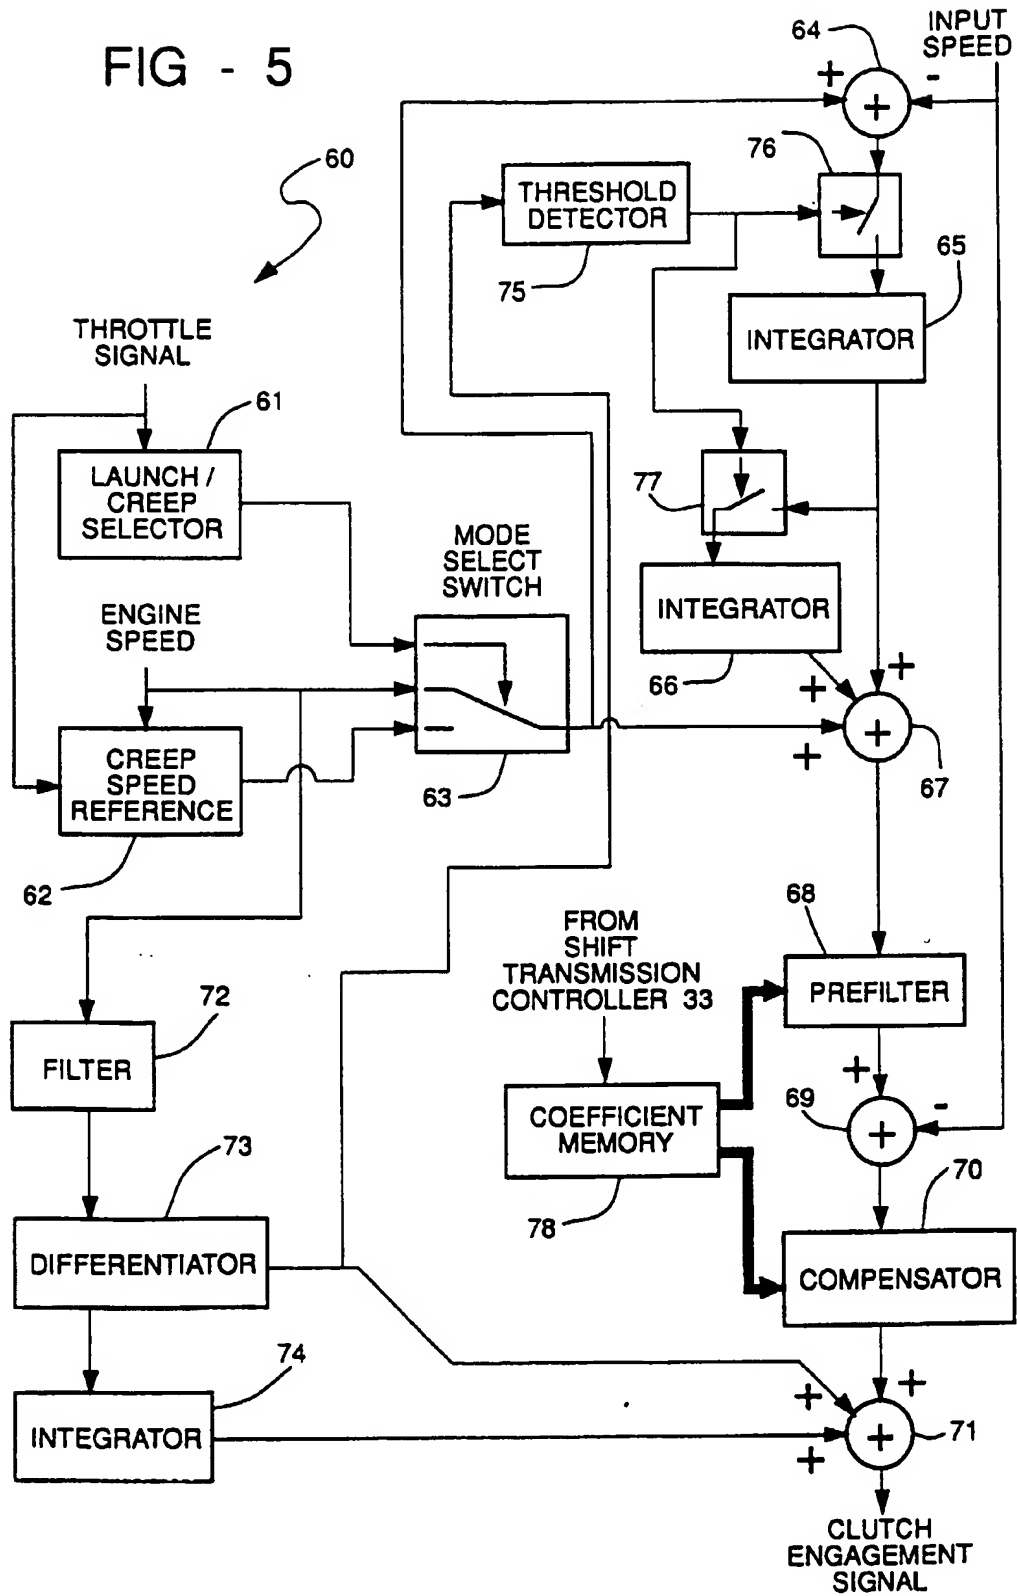 FIG - 5
INPUT
SPEED
64
+
-
+
76
60
THRESHOLD
DETECTOR
75
65
INTEGRATOR
THROTTLE
SIGNAL
61
LAUNCH /
CREEP
SELECTOR
77
MODE
SELECT
SWITCH
ENGINE
SPEED
INTEGRATOR
66
+
+
+
+
67
CREEP
SPEED
REFERENCE
63
62
68
FROM
SHIFT
TRANSMISSION
CONTROLLER 33
PREFILTER
72
FILTER
+
69
-
+
COEFFICIENT
MEMORY
78
73
70
DIFFERENTIATOR
COMPENSATOR
74
INTEGRATOR
+
+
+
+
71
CLUTCH
ENGAGEMENT
SIGNAL